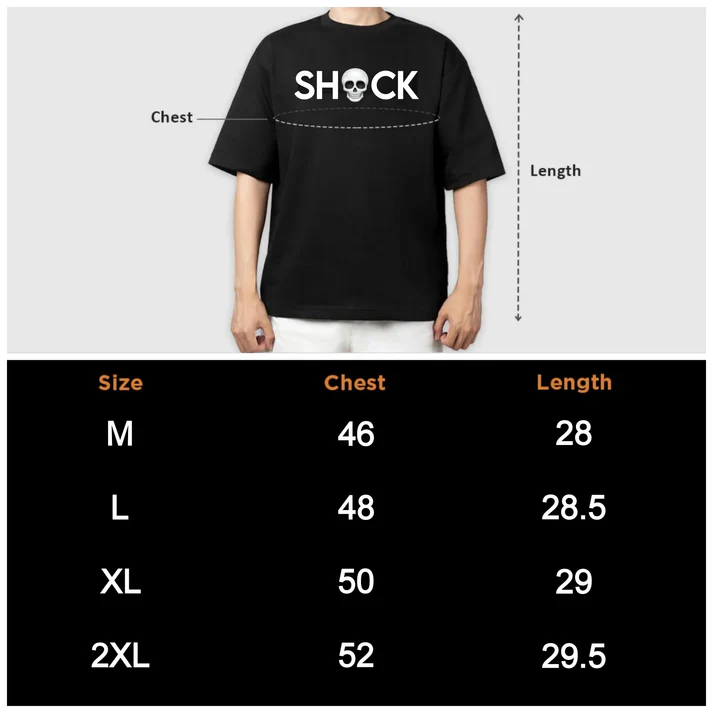 SH💀CK
Chest
Length
Size Chest Length
M 46 28
L 48 28.5
XL 50 29
2XL 52 29.5